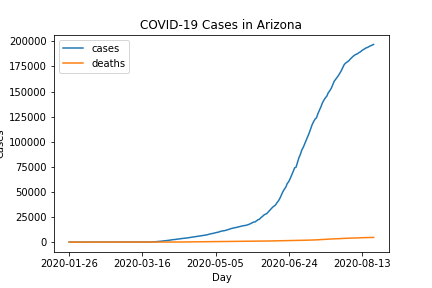 COVID-19 Cases in Arizona
cases
deaths
200000
175000
150000
125000
100000
75000
50000
25000
0
cases
2020-01-26 2020-03-16 2020-05-05 2020-06-24 2020-08-13
Day